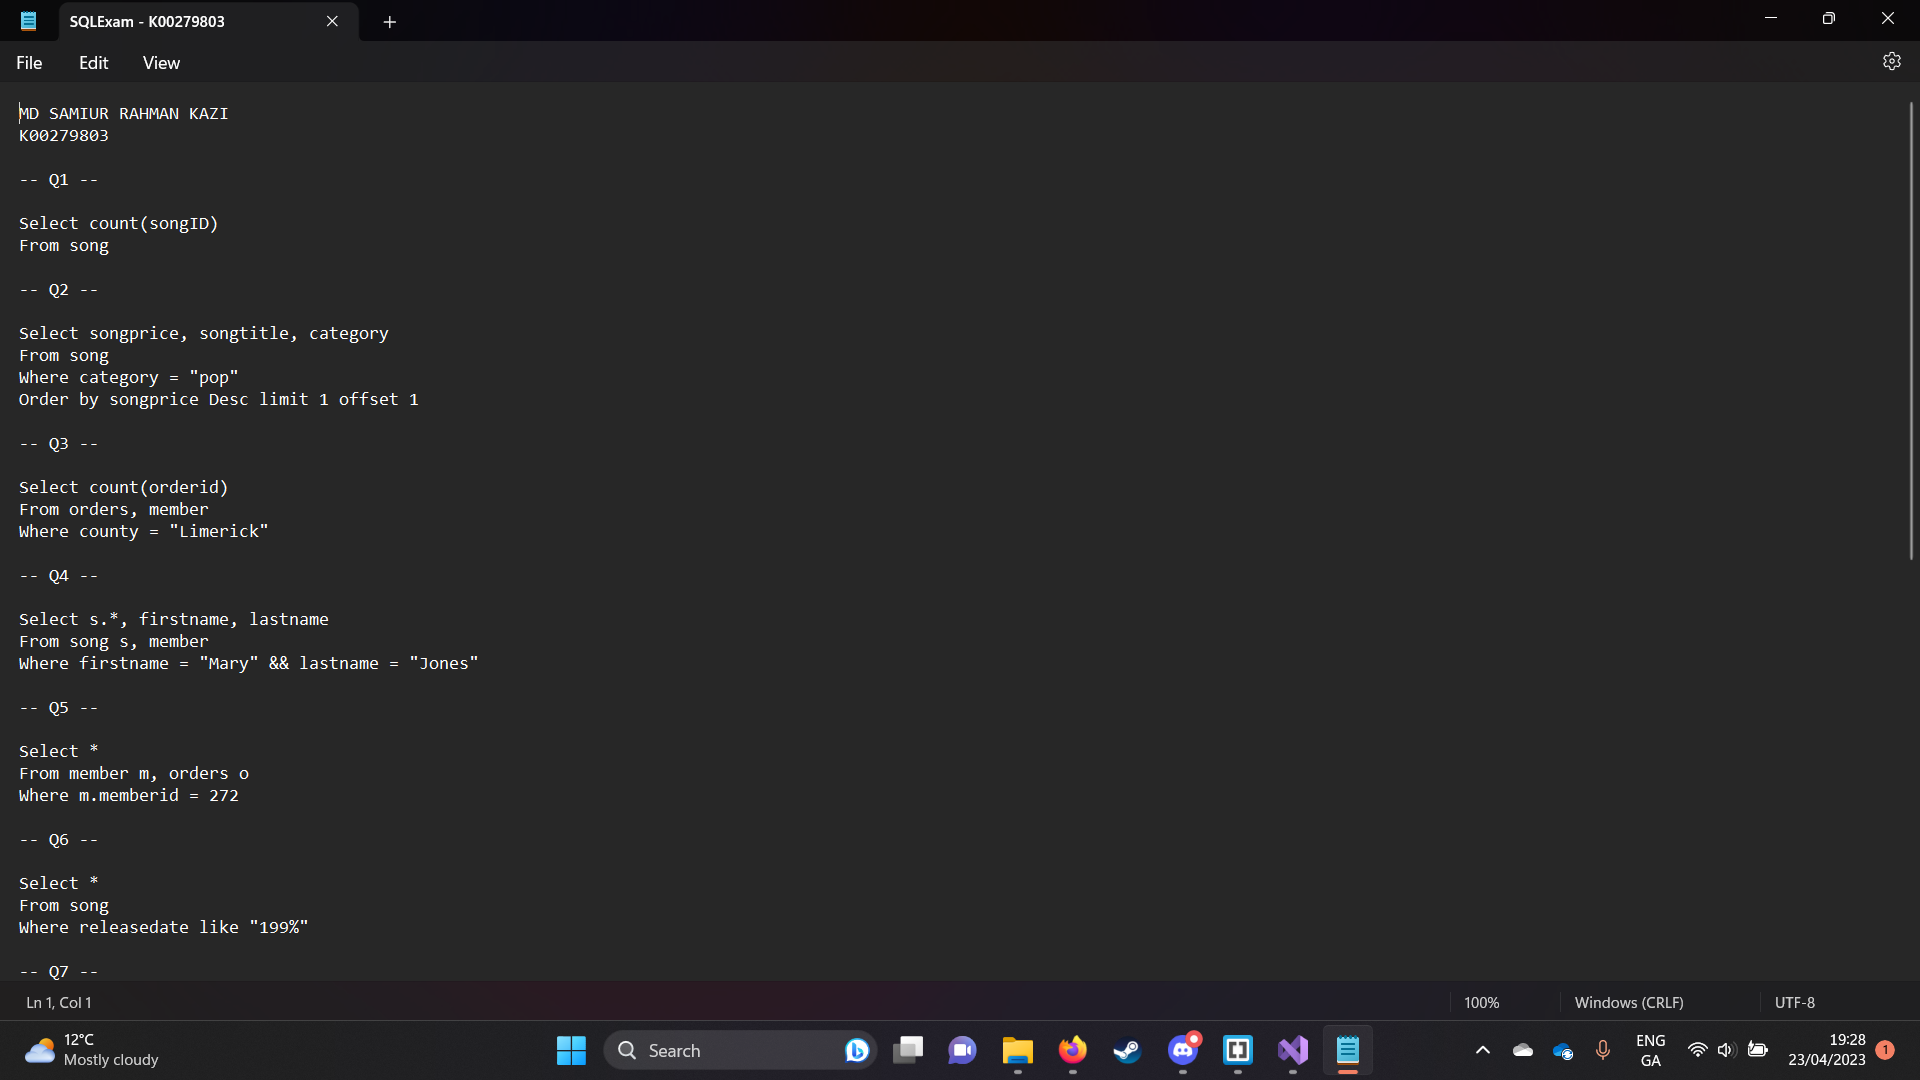 SQLExam - K00279803
File Edit View
MD SAMIUR RAHMAN KAZI
K00279803
-- Q1 --
Select count(songID)
From song
-- Q2 --
Select songprice, songtitle, category
From song
Where category = "pop"
Order by songprice Desc limit 1 offset 1
-- Q3 --
Select count(orderid)
From orders, member
Where county = "Limerick"
-- Q4 --
Select s.*, firstname, lastname
From song s, member
Where firstname = "Mary" && lastname = "Jones"
-- Q5 --
Select *
From member m, orders o
Where m.memberid = 272
-- Q6 --
Select *
From song
Where releasedate like "199%"
-- Q7 --
Ln 1, Col 1 100% Windows (CRLF) UTF-8
12°C
Mostly cloudy
Search
ENG
GA
19:28
23/04/2023
1